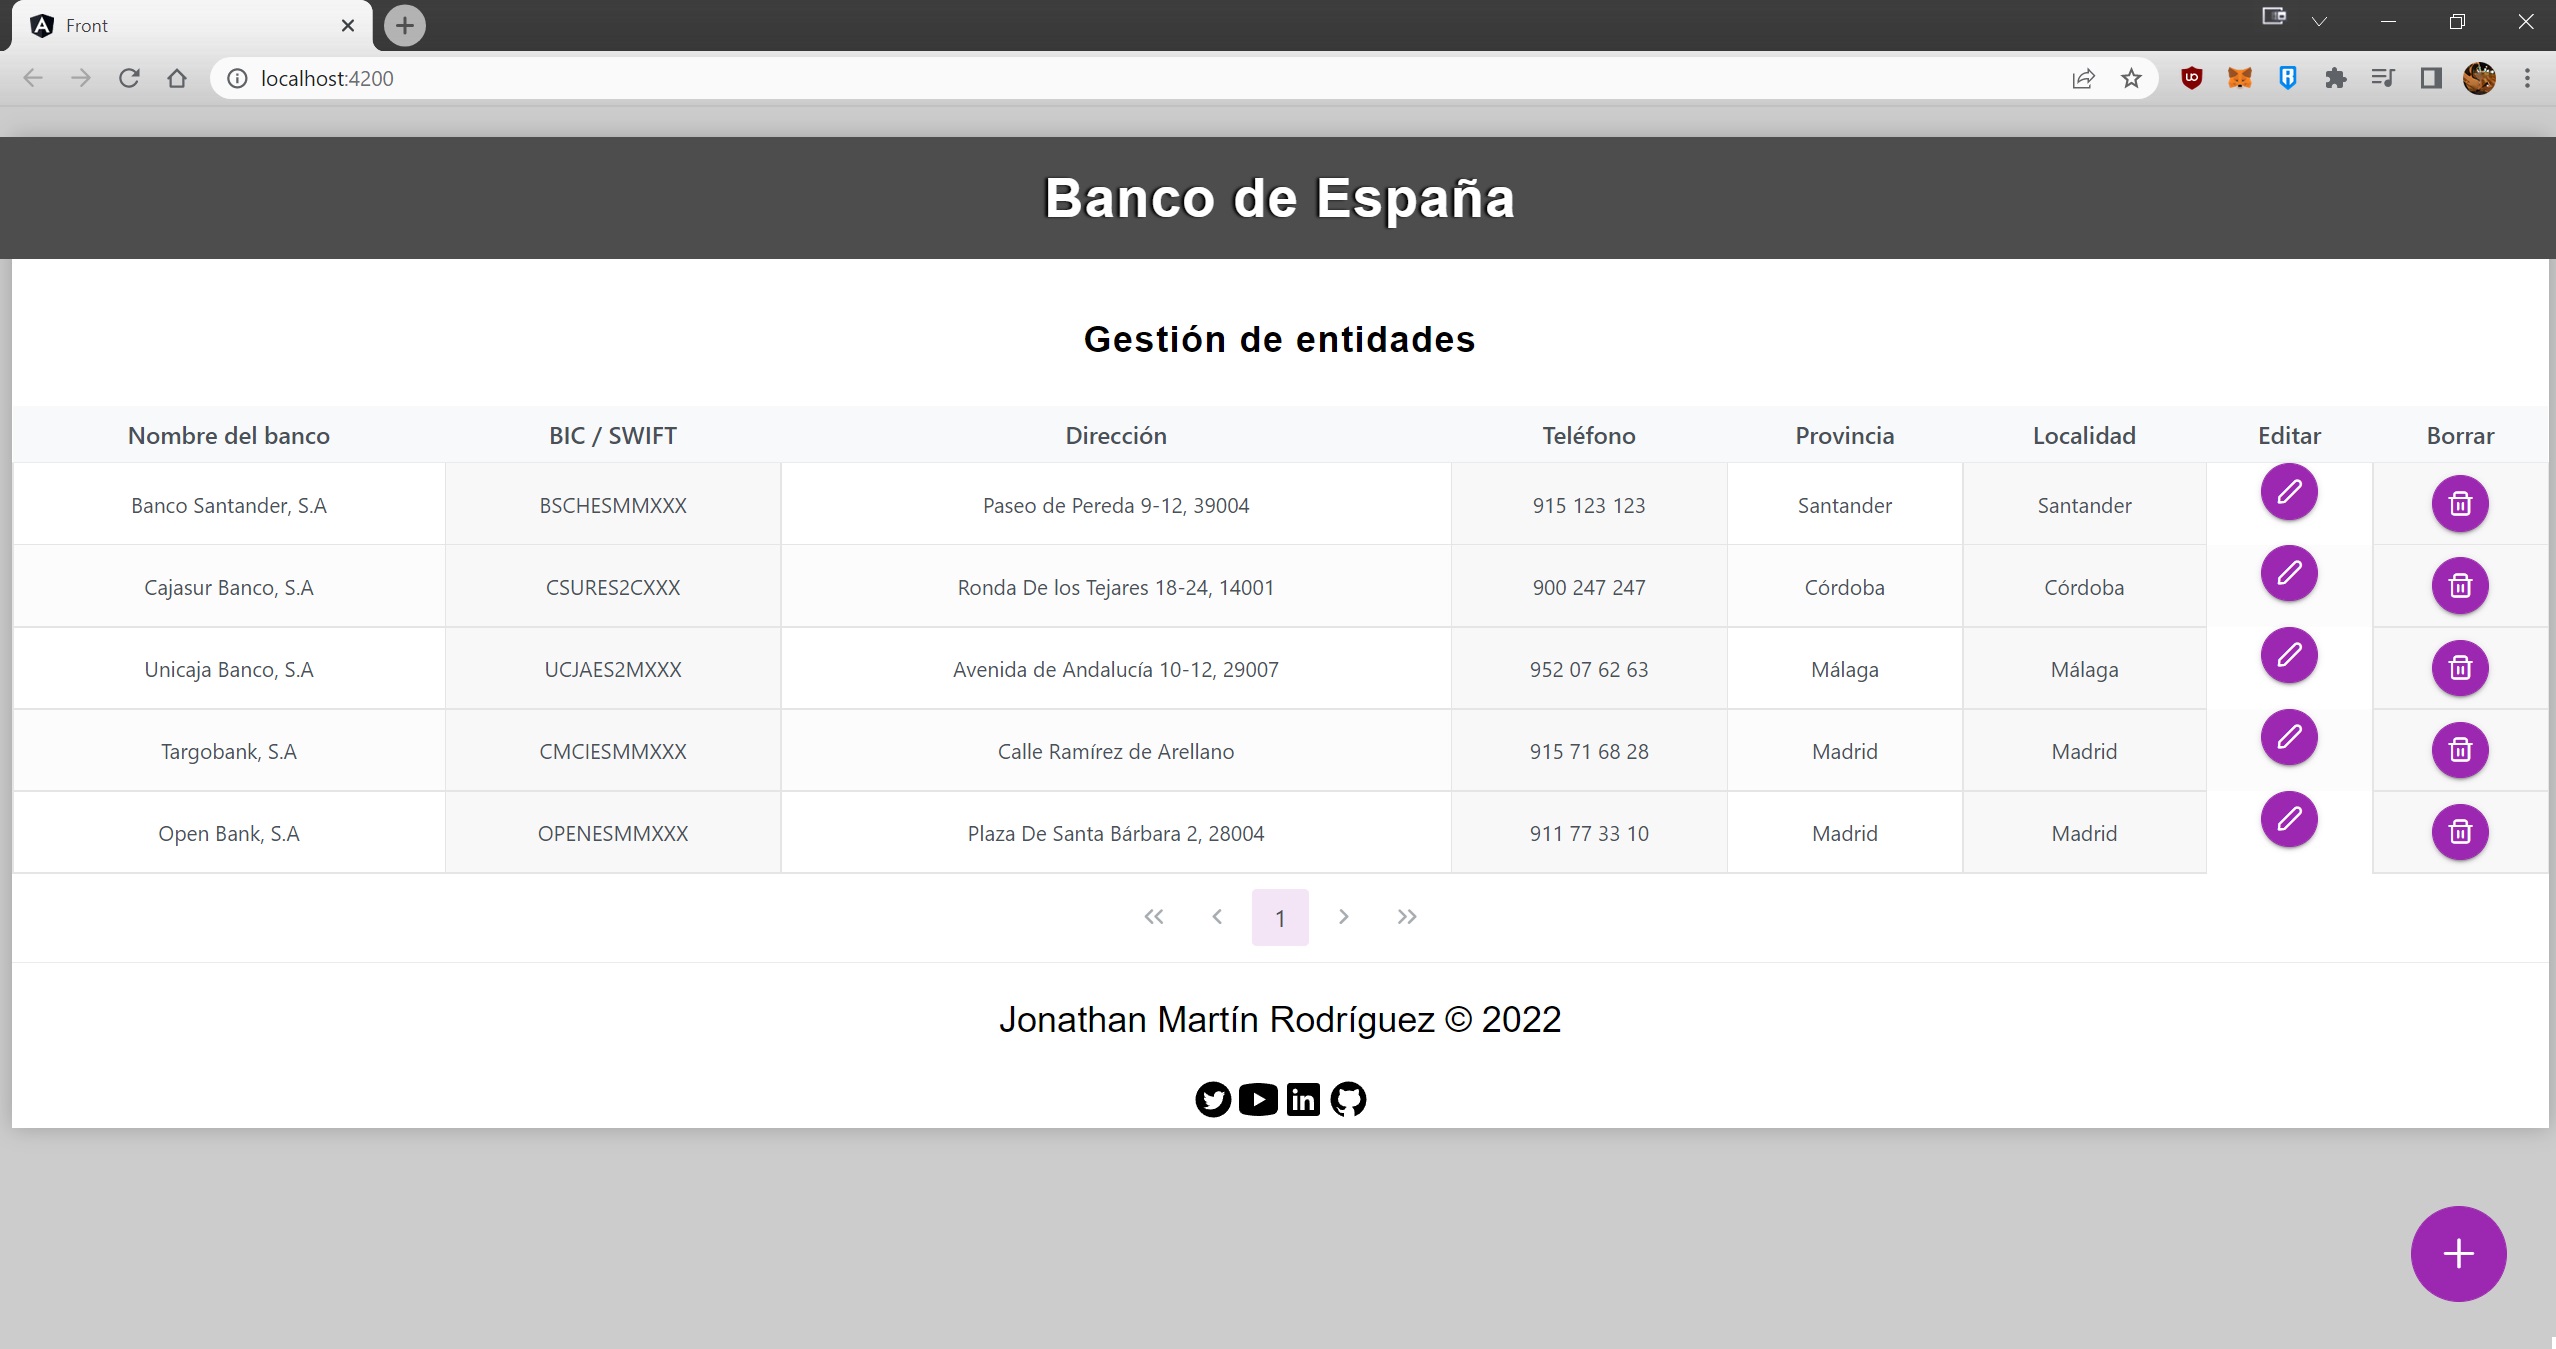 Front
localhost:4200
Banco de España
Gestión de entidades
Nombre del banco BIC / SWIFT Dirección Teléfono Provincia Localidad Editar Borrar
Banco Santander, S.A BSCHESMMXXX Paseo de Pereda 9-12, 39004 915 123 123 Santander Santander
Cajasur Banco, S.A CSURES2CXXX Ronda De los Tejares 18-24, 14001 900 247 247 Córdoba Córdoba
Unicaja Banco, S.A UCJAES2MXXX Avenida de Andalucía 10-12, 29007 952 07 62 63 Málaga Málaga
Targobank, S.A CMCIESMMXXX Calle Ramírez de Arellano 915 71 68 28 Madrid Madrid
Open Bank, S.A OPENESMMXXX Plaza De Santa Bárbara 2, 28004 911 77 33 10 Madrid Madrid
1
Jonathan Martín Rodríguez © 2022